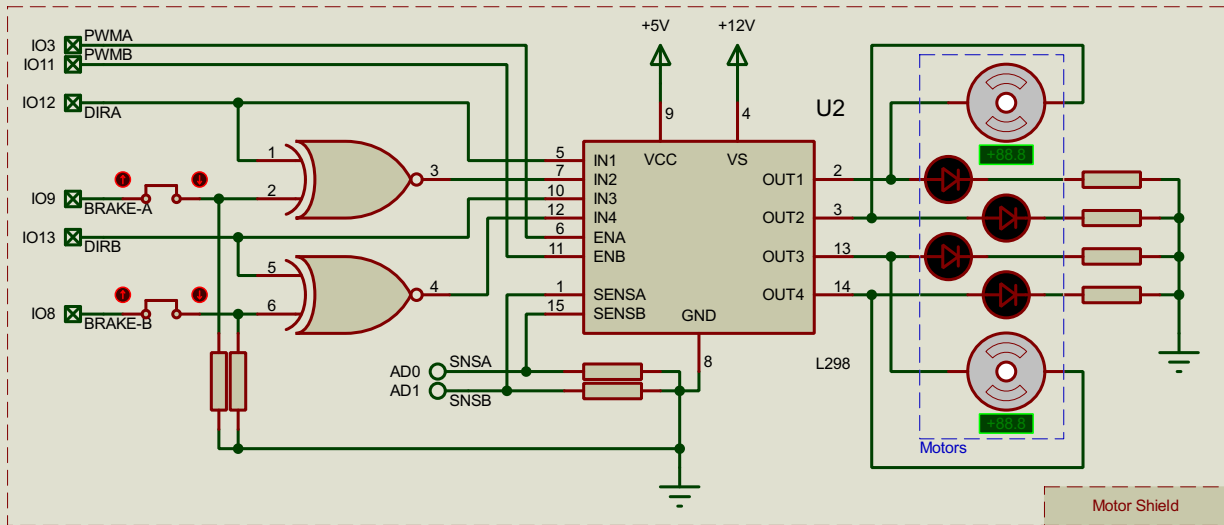 +5V
+12V
IO3
PWMA
IO11
PWMB
IO12
DIRA
U2
9
4
VCC
VS
+88.8
1
3
2
5
IN1
7
IN2
10
IN3
12
IN4
6
ENA
11
ENB
1
SENSA
15
SENSB
GND
8
OUT1
2
OUT2
3
OUT3
13
OUT4
14
IO9
BRAKE-A
IO13
DIRB
5
4
6
IO8
BRAKE-B
AD0
SNSA
AD1
SNSB
L298
+88.8
Motors
Motor Shield